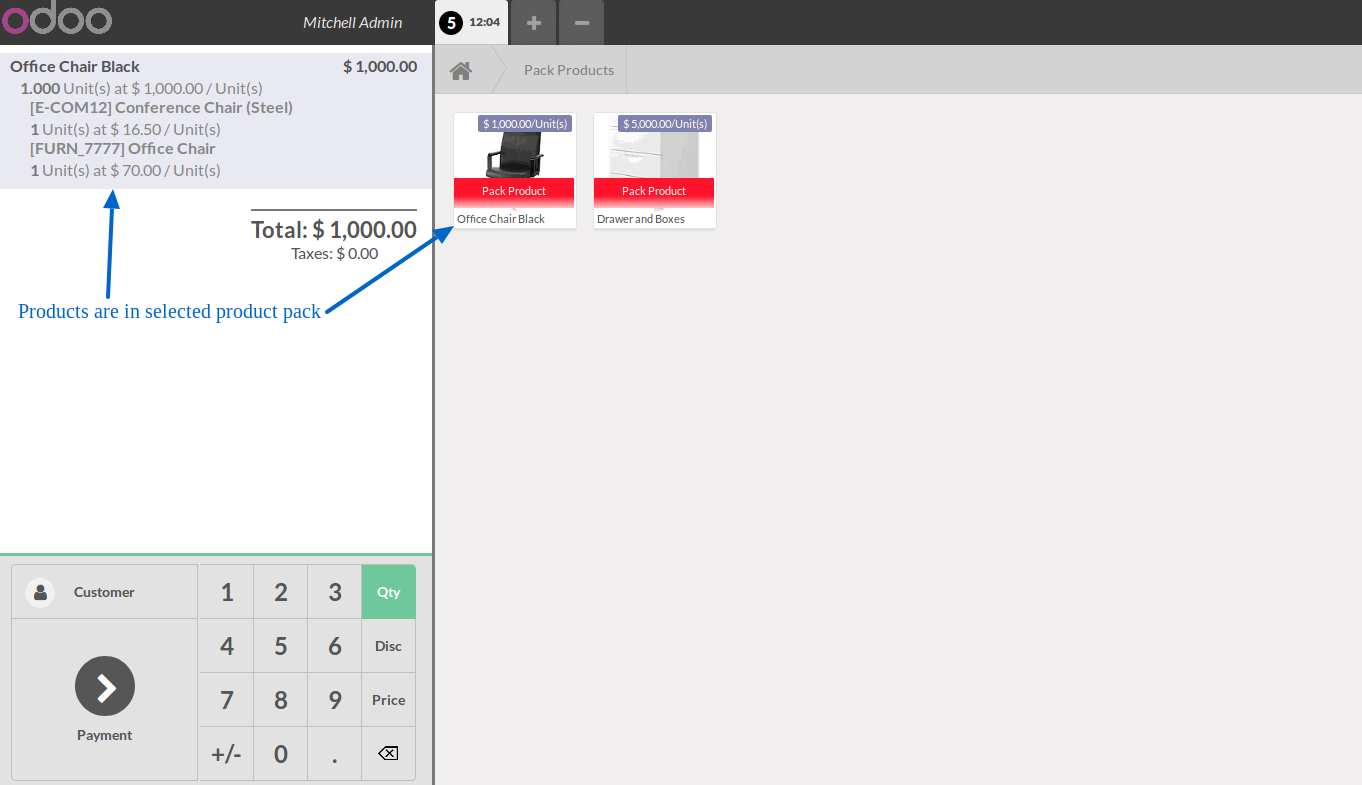 odoo
Mitchell Admin
5 12:04
Office Chair Black $ 1,000.00
1.000 Unit(s) at $ 1,000.00 / Unit(s)
[E-COM12] Conference Chair (Steel)
1 Unit(s) at $ 16.50 / Unit(s)
[FURN_7777] Office Chair
1 Unit(s) at $ 70.00 / Unit(s)
Total: $ 1,000.00
Taxes: $ 0.00
Products are in selected product pack
Customer
Payment
1 2 3 Qty
4 5 6 Disc
7 8 9 Price
+/- 0 .
Pack Products
$ 1,000.00/Unit(s)
Pack Product
Office Chair Black
$ 5,000.00/Unit(s)
Pack Product
Drawer and Boxes